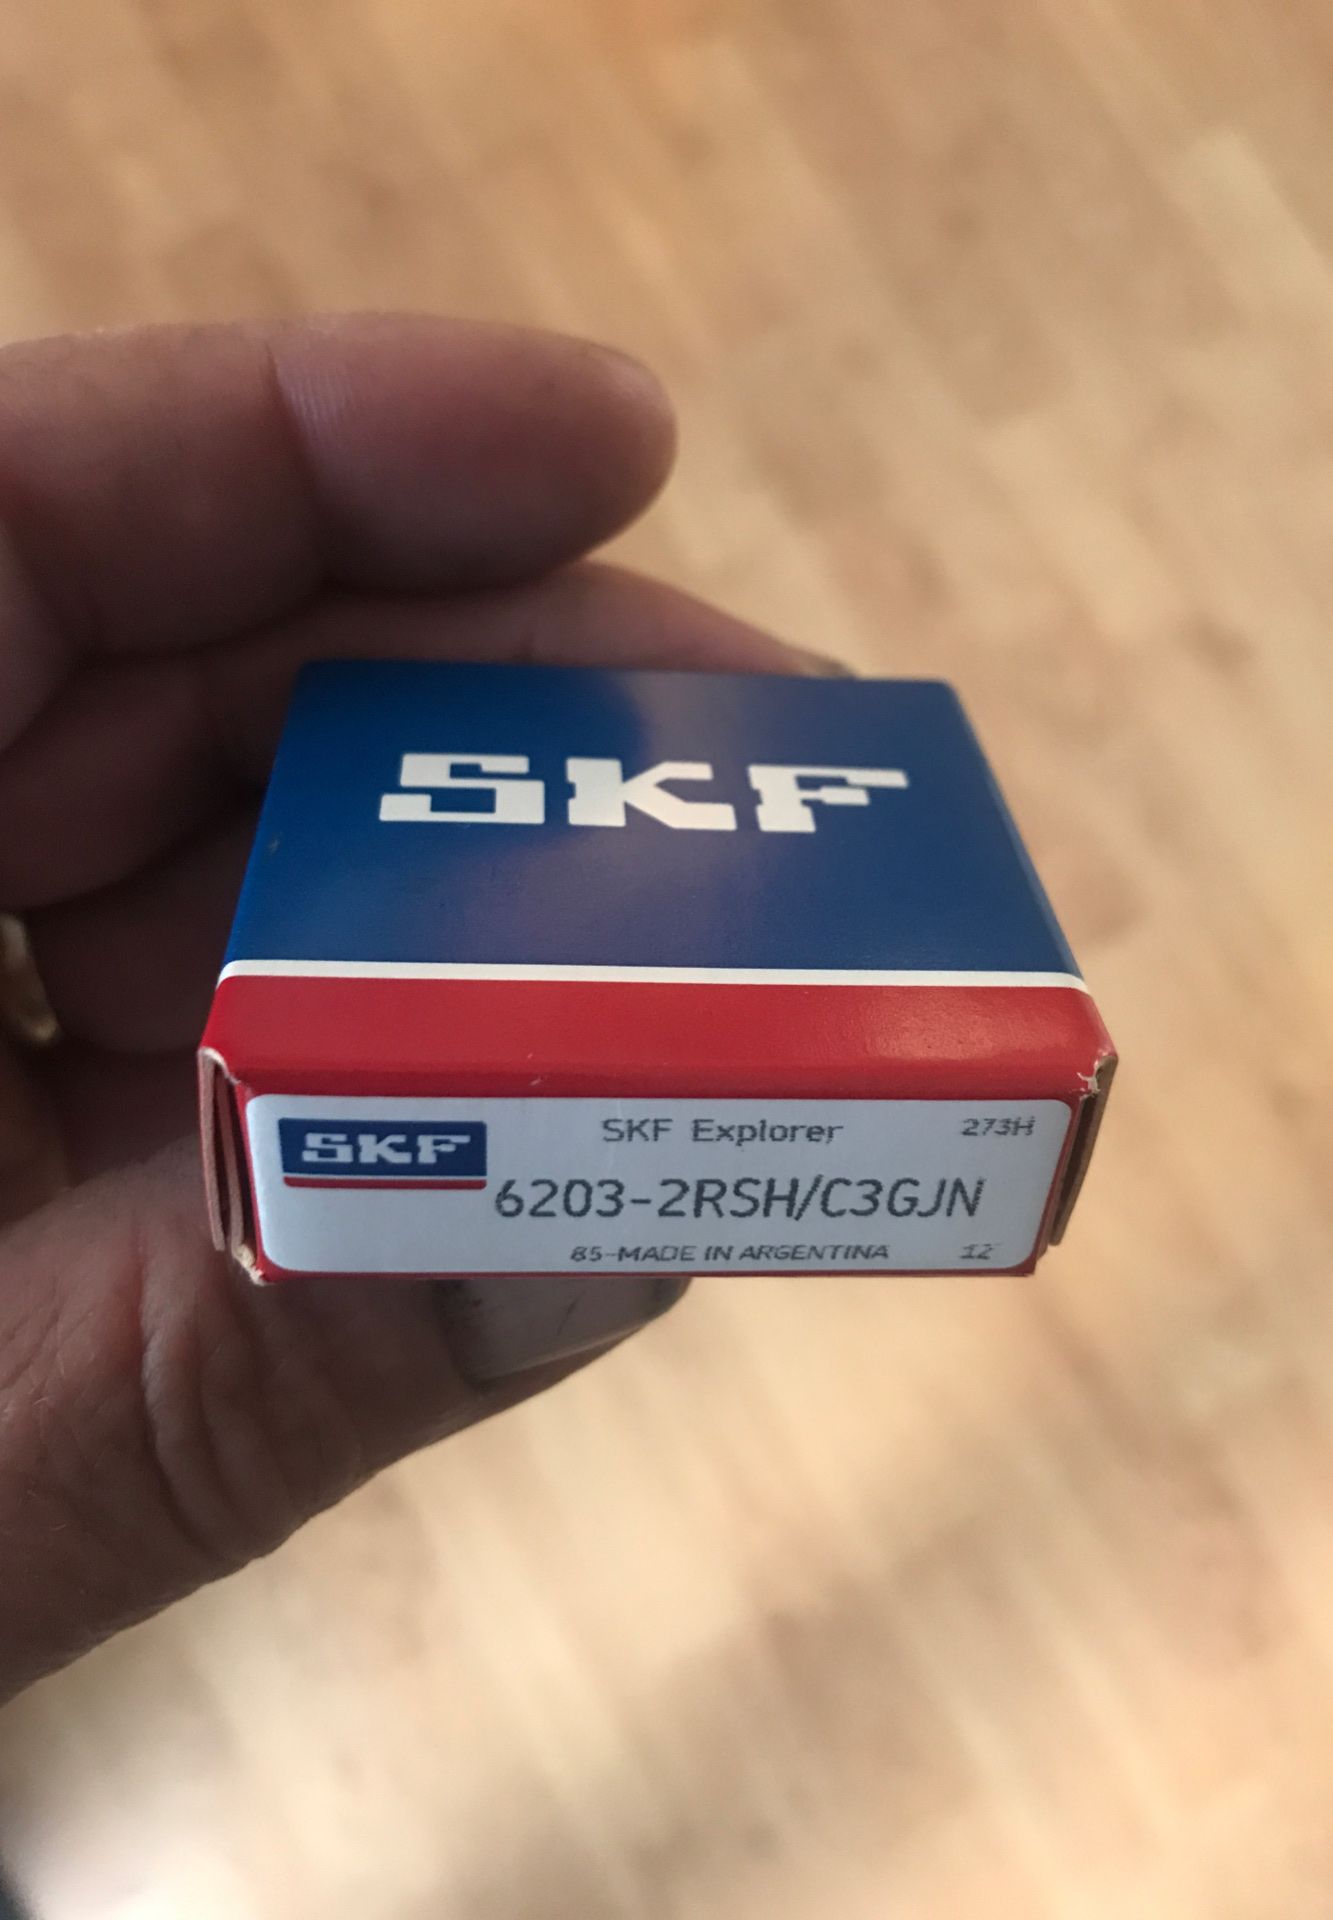 SKF
SKF
SKF Explorer
273H
6203-2RSH/C3GJN
85-MADE IN ARGENTINA
12